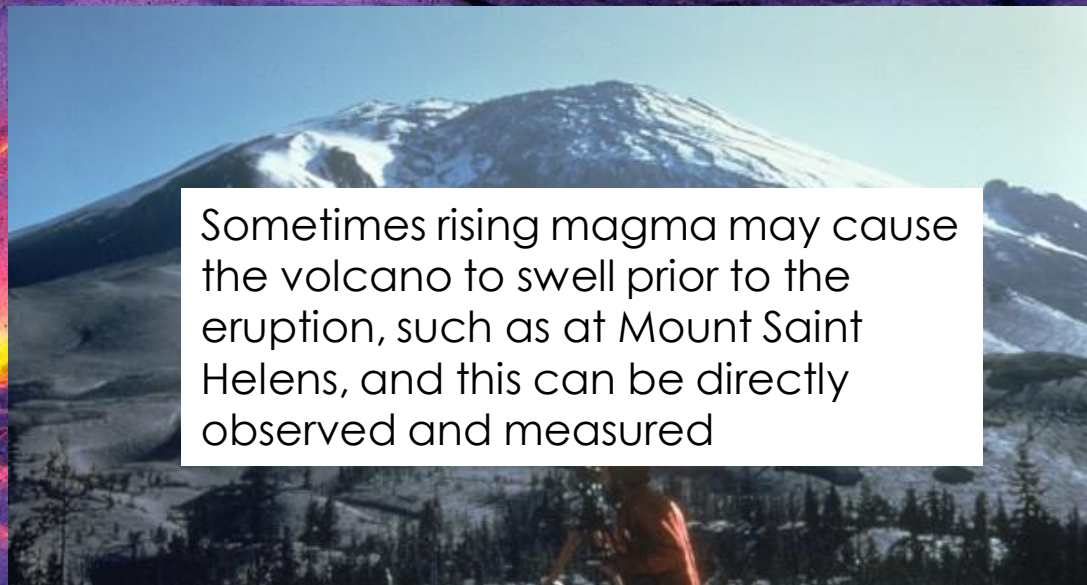 Sometimes rising magma may cause
the volcano to swell prior to the
eruption, such as at Mount Saint
Helens, and this can be directly
observed and measured